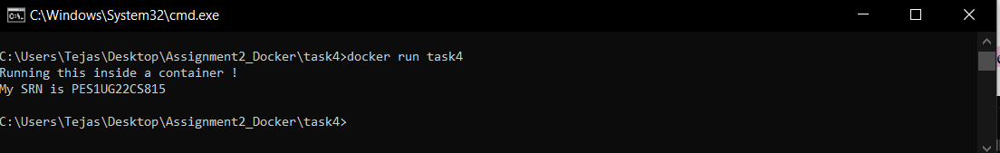 C:\Windows\System32\cmd.exe
C:\Users\Tejas\Desktop\Assignment2_Docker\task4>docker run task4
Running this inside a container !
My SRN is PES1UG22CS815
C:\Users\Tejas\Desktop\Assignment2_Docker\task4>